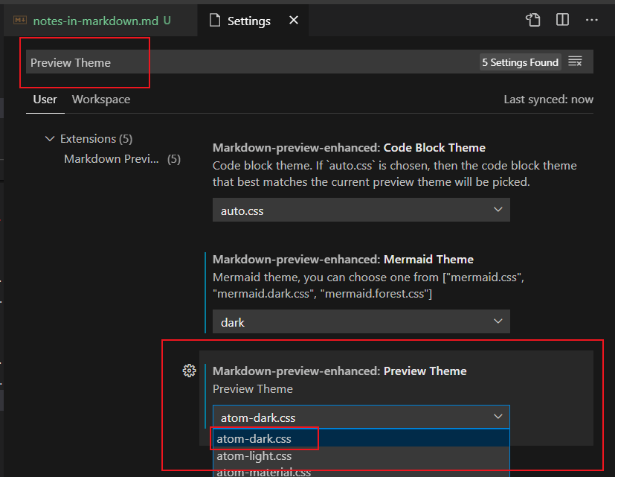 notes-in-markdown.md U
Settings
Preview Theme
5 Settings Found
User Workspace
Last synced: now
Extensions (5)
Markdown Previ... (5)
Markdown-preview-enhanced: Code Block Theme
Code block theme. If `auto.css` is chosen, then the code block theme
that best matches the current preview theme will be picked.
auto.css
Markdown-preview-enhanced: Mermaid Theme
Mermaid theme, you can choose one from ["mermaid.css",
"mermaid.dark.css", "mermaid.forest.css"]
dark
Markdown-preview-enhanced: Preview Theme
Preview Theme
atom-dark.css
atom-dark.css
atom-light.css
atom-material.css